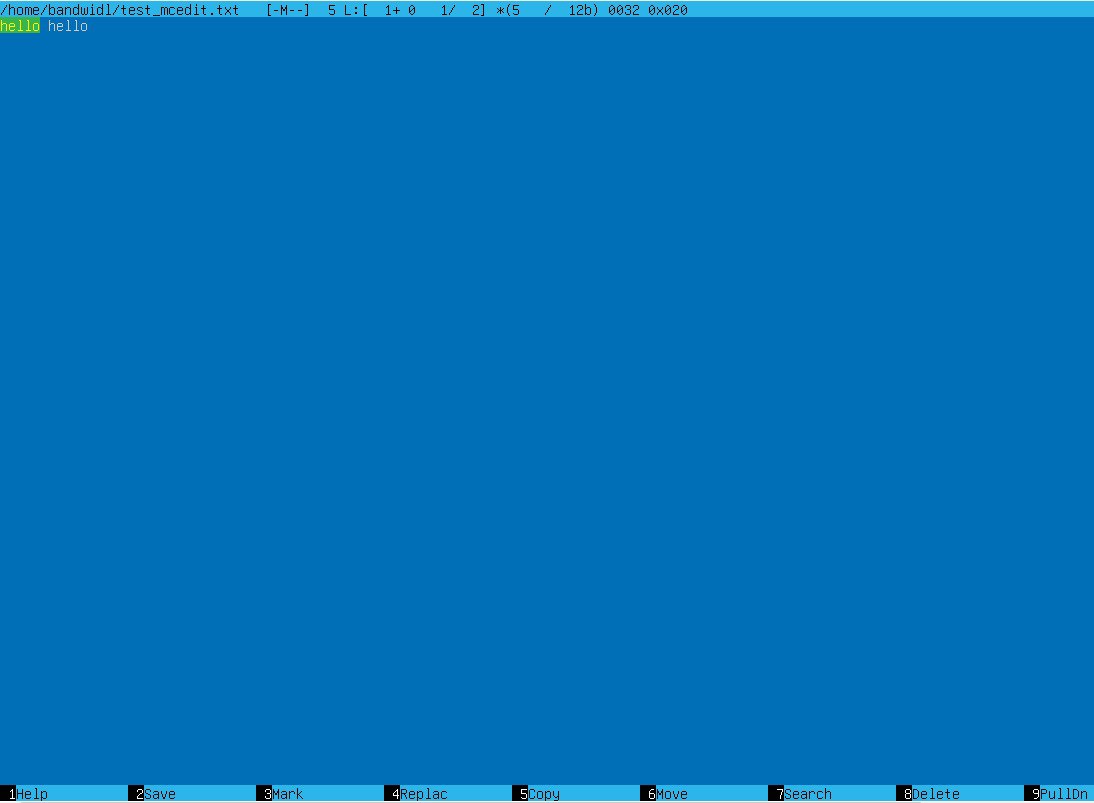 /home/bandwidl/test_mcedit.txt   [-M--]  5 L:[  1+ 0   1/  2] *(5   /  12b) 0032 0x020
hello hello
1Help 2Save 3Mark 4Replac 5Copy 6Move 7Search 8Delete 9PullDn